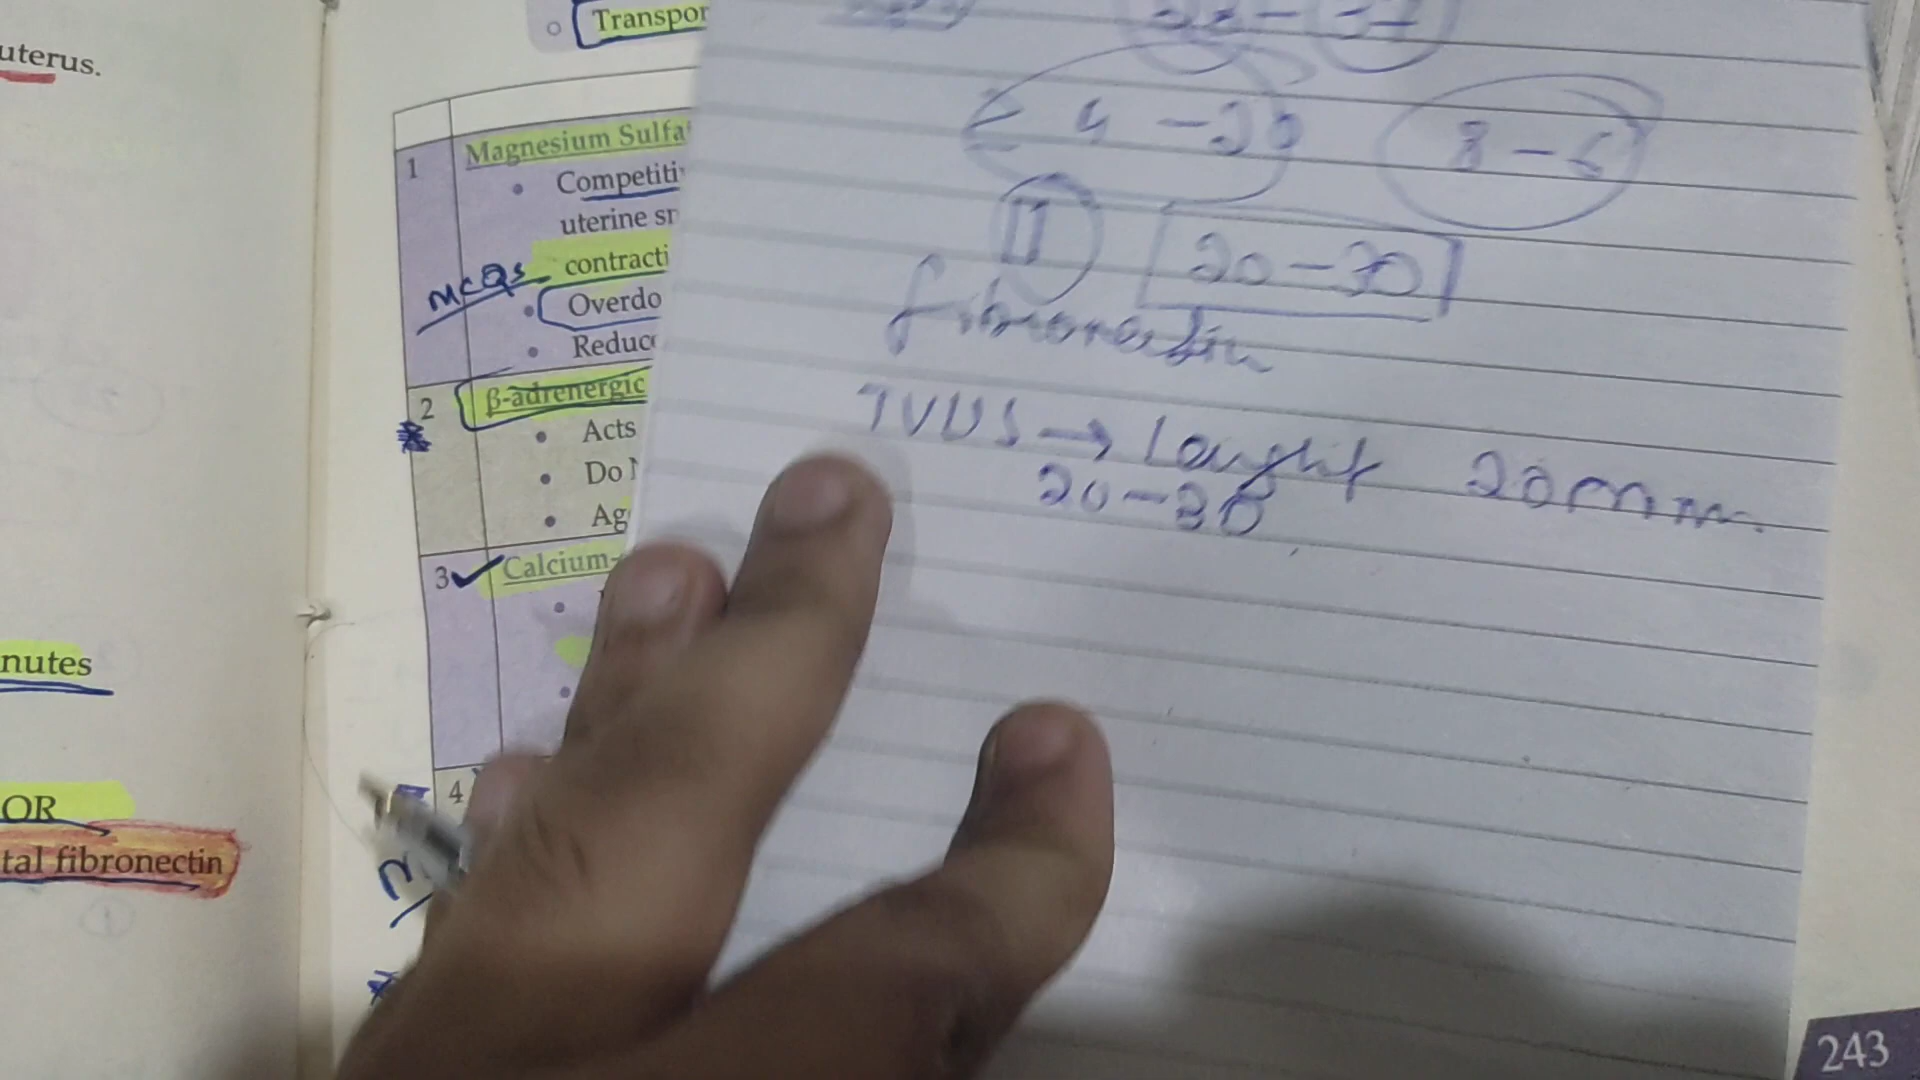 uterus.
nutes
OR
tal fibronectin
Transpor
1
Magnesium Sulfa
Competiti
uterine sr
contracti
MCQs
Overdo
Reduc
2
β-adrenergic
Acts
Do
Ag
3
Calcium-
4
≥ 4 - 20
8 - 6
II
20-30
fibronectin
TVUS → Lenght 20mm
20-30
243